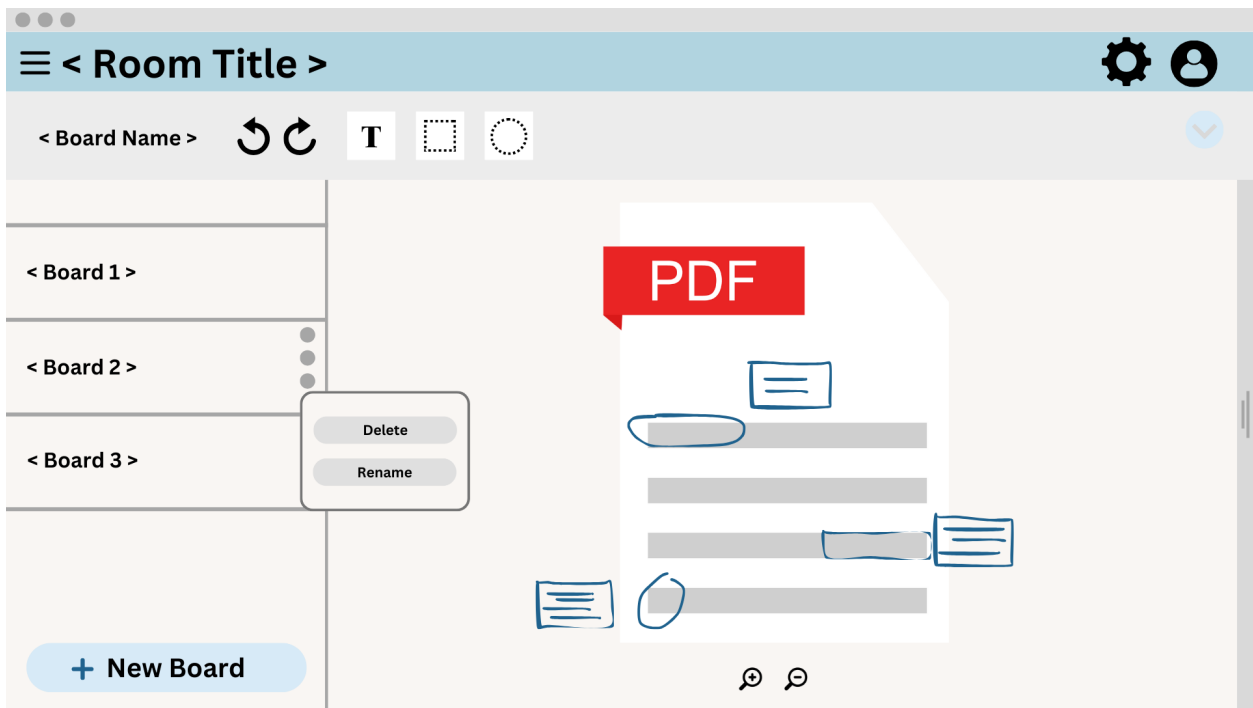 < Room Title >
< Board Name >
T
< Board 1 >
< Board 2 >
< Board 3 >
Delete
Rename
+ New Board
PDF